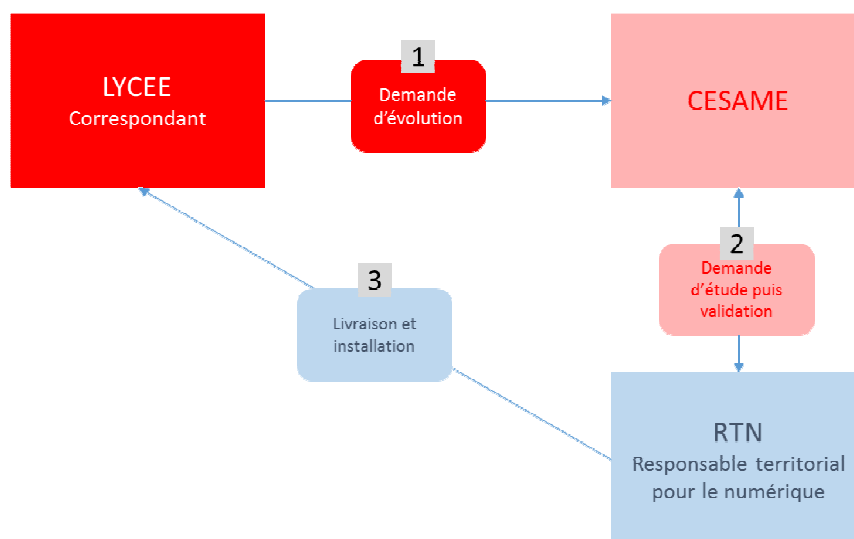 LYCEE
Correspondant
1
Demande
d'évolution
CESAME
2
Demande
d'étude puis
validation
3
Livraison et
installation
RTN
Responsable territorial
pour le numérique